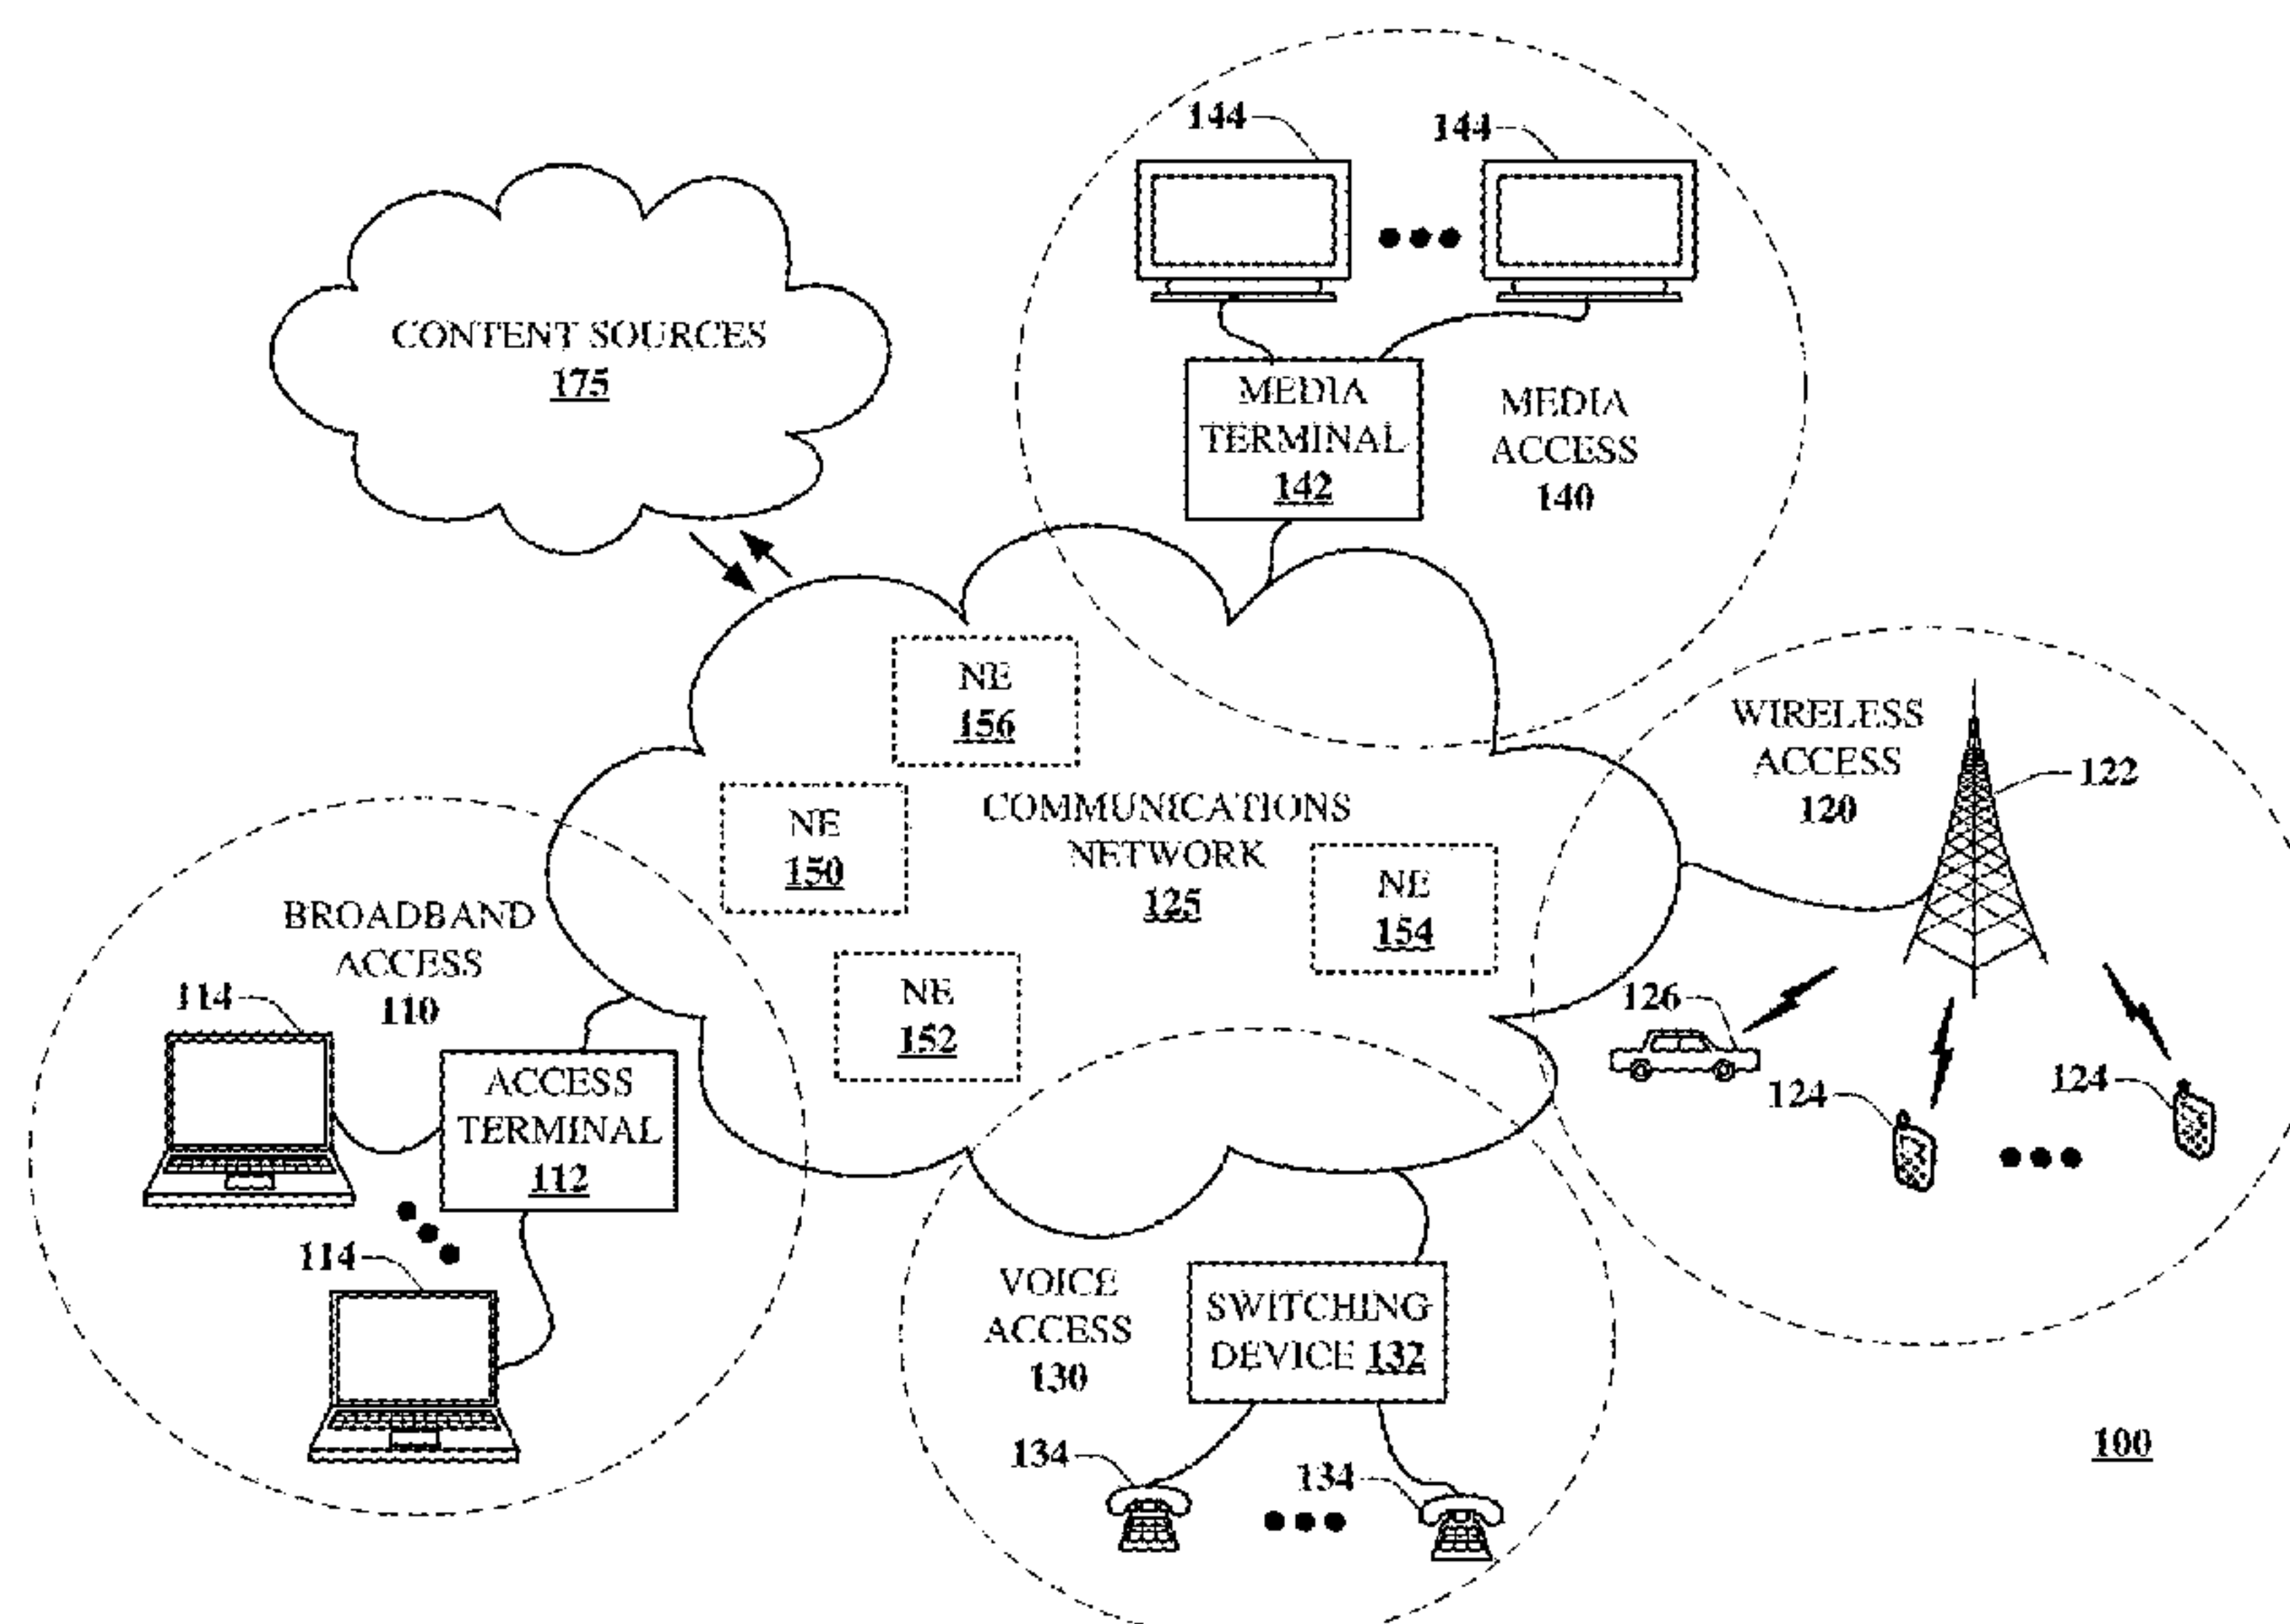 144
144
CONTENT SOURCES
175
MEDIA
TERMINAL
142
MEDIA
ACCESS
140
NE
156
WIRELESS
ACCESS
120
122
NE
150
COMMUNICATIONS
NETWORK
125
NE
154
BROADBAND
ACCESS
110
114
NE
152
126
124
124
ACCESS
TERMINAL
112
114
VOICE
ACCESS
130
SWITCHING
DEVICE 132
134
134
100